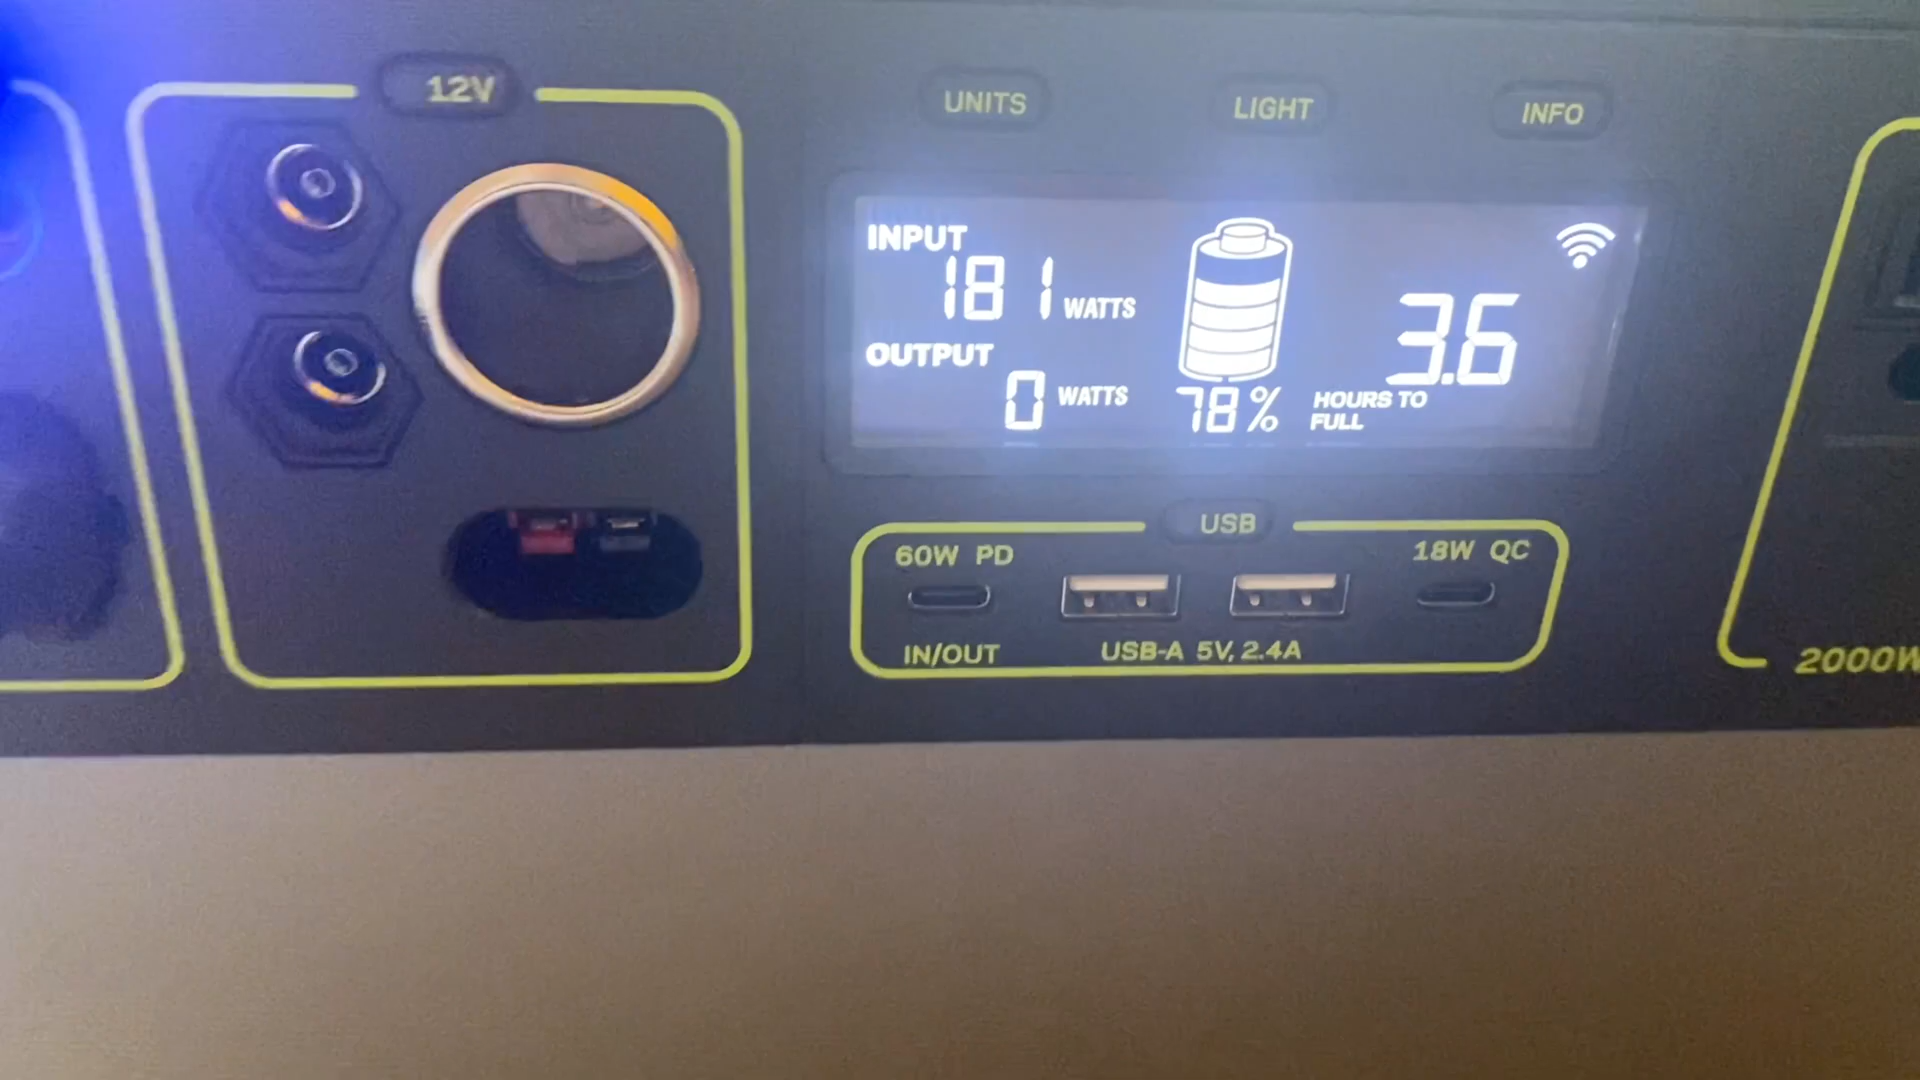 12V
UNITS
LIGHT
INFO
INPUT
181 WATTS
OUTPUT
0 WATTS
78%
3.6
HOURS TO
FULL
USB
60W PD
18W QC
IN/OUT
USB-A 5V, 2.4A
2000W